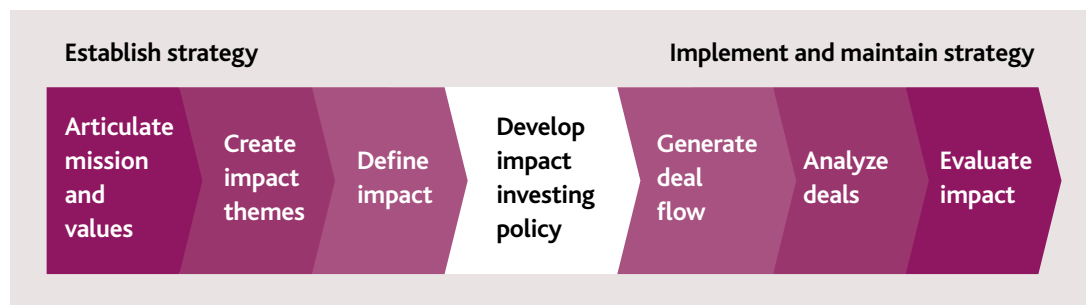 Establish strategy
Implement and maintain strategy
Articulate
mission
and
values
Create
impact
themes
Define
impact
Develop
impact
investing
policy
Generate
deal
flow
Analyze
deals
Evaluate
impact